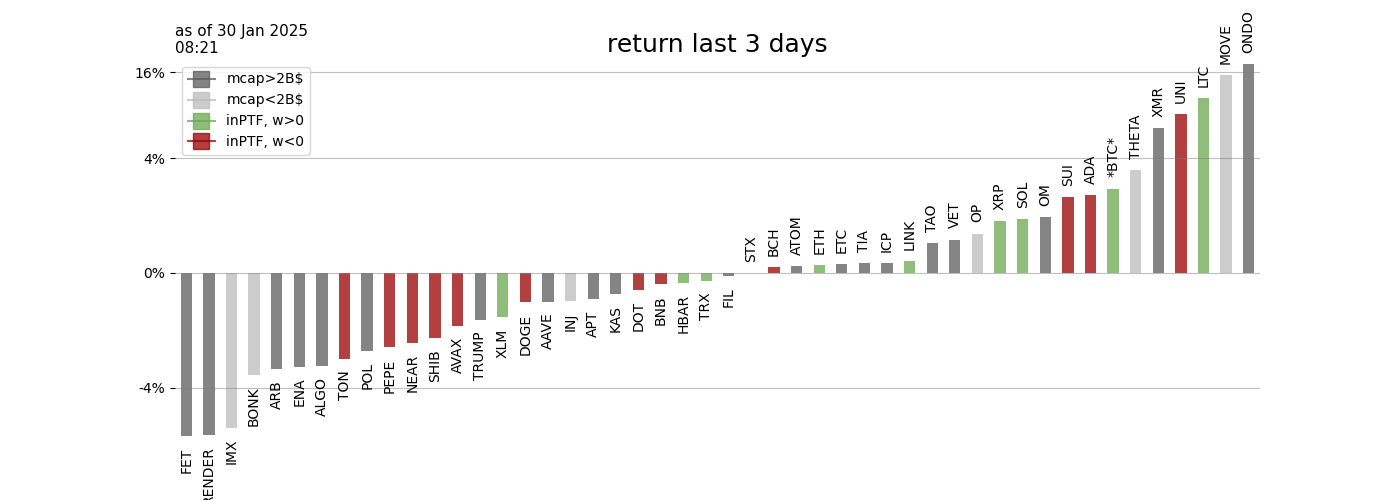 as of 30 Jan 2025
08:21
return last 3 days
mcap>2B$
mcap<2B$
inPTF, w>0
inPTF, w<0
16%
4%
0%
-4%
FET
RENDER
IMX
BONK
ARB
ENA
ALGO
TON
POL
PEPE
NEAR
SHIB
AVAX
TRUMP
XLM
DOGE
AAVE
INJ
APT
KAS
DOT
BNB
HBAR
TRX
FIL
STX
BCH
ATOM
ETH
ETC
TIA
ICP
LINK
TAO
VET
OP
XRP
SOL
OM
SUI
ADA
*BTC*
THETA
XMR
UNI
LTC
MOVE
ONDO